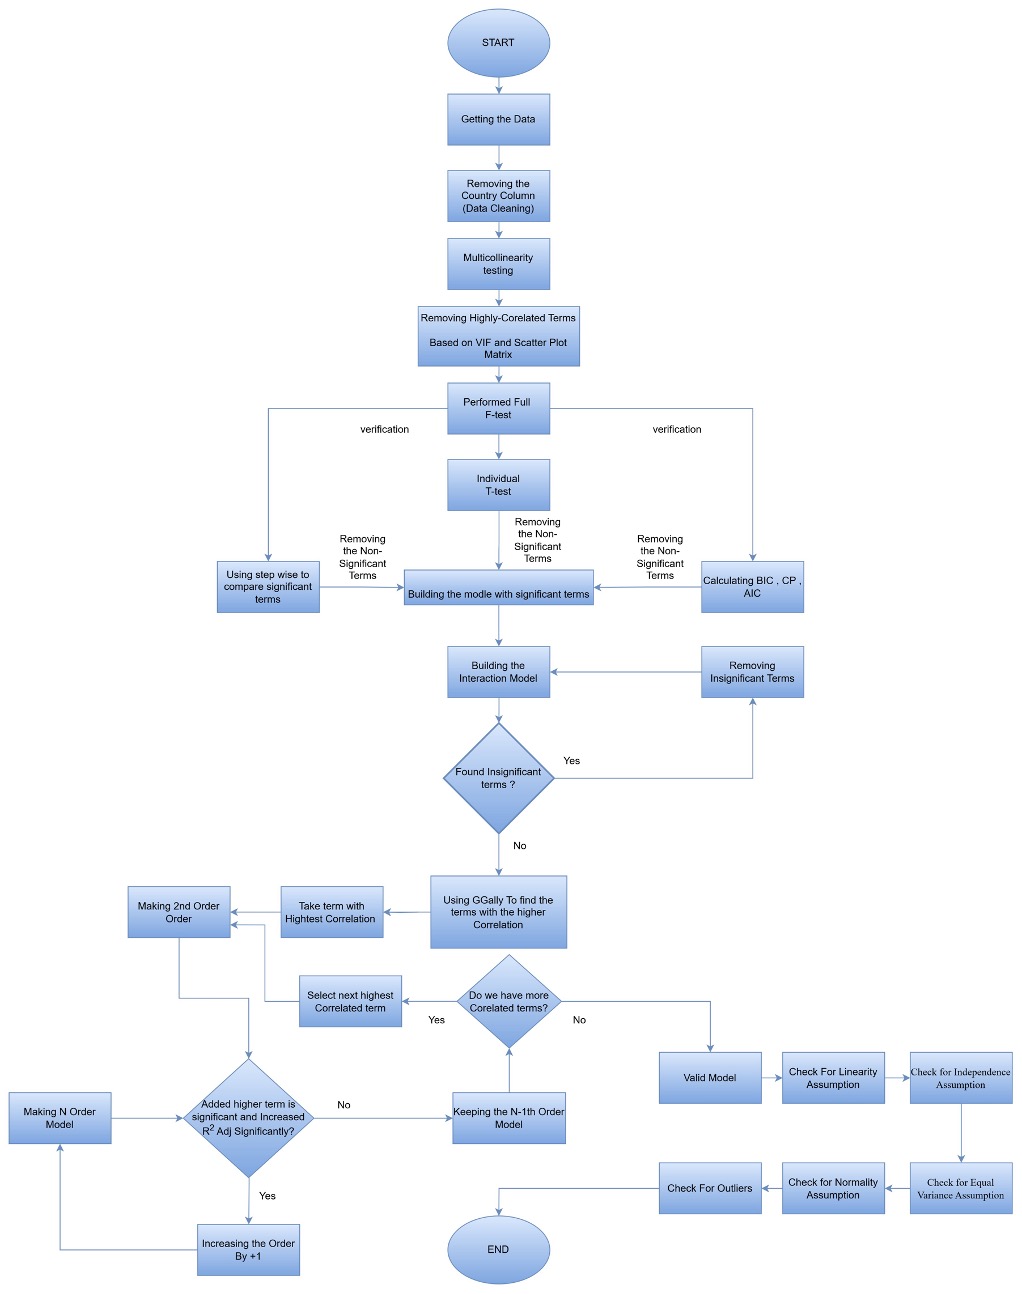 START
Getting the Data
Removing the
Country Column
(Data Cleaning)
Multicollinearity
testing
Removing Highly-Corelated Terms
Based on VIF and Scatter Plot
Matrix
Performed Full
F-test
verification
verification
Individual
T-test
Removing
the Non-
Significant
Terms
Removing
the Non-
Significant
Terms
Removing
the Non-
Significant
Terms
Using step wise to
compare significant
terms
Building the modle with significant terms
Calculating BIC , CP ,
AIC
Building the
Interaction Model
Removing
Insignificant Terms
Found Insignificant
terms ?
Yes
No
Using GGally To find the
terms with the higher
Correlation
Take term with
Hightest Correlation
Making 2nd Order
Order
Do we have more
Corelated terms?
Select next highest
Correlated term
Yes
No
Valid Model
Check For Linearity
Assumption
Check for Independence
Assumption
Making N Order
Model
Added higher term is
significant and Increased
R² Adj Significantly?
No
Keeping the N-1th Order
Model
Yes
Increasing the Order
By +1
Check for Equal
Variance Assumption
Check for Normality
Assumption
Check For Outliers
END